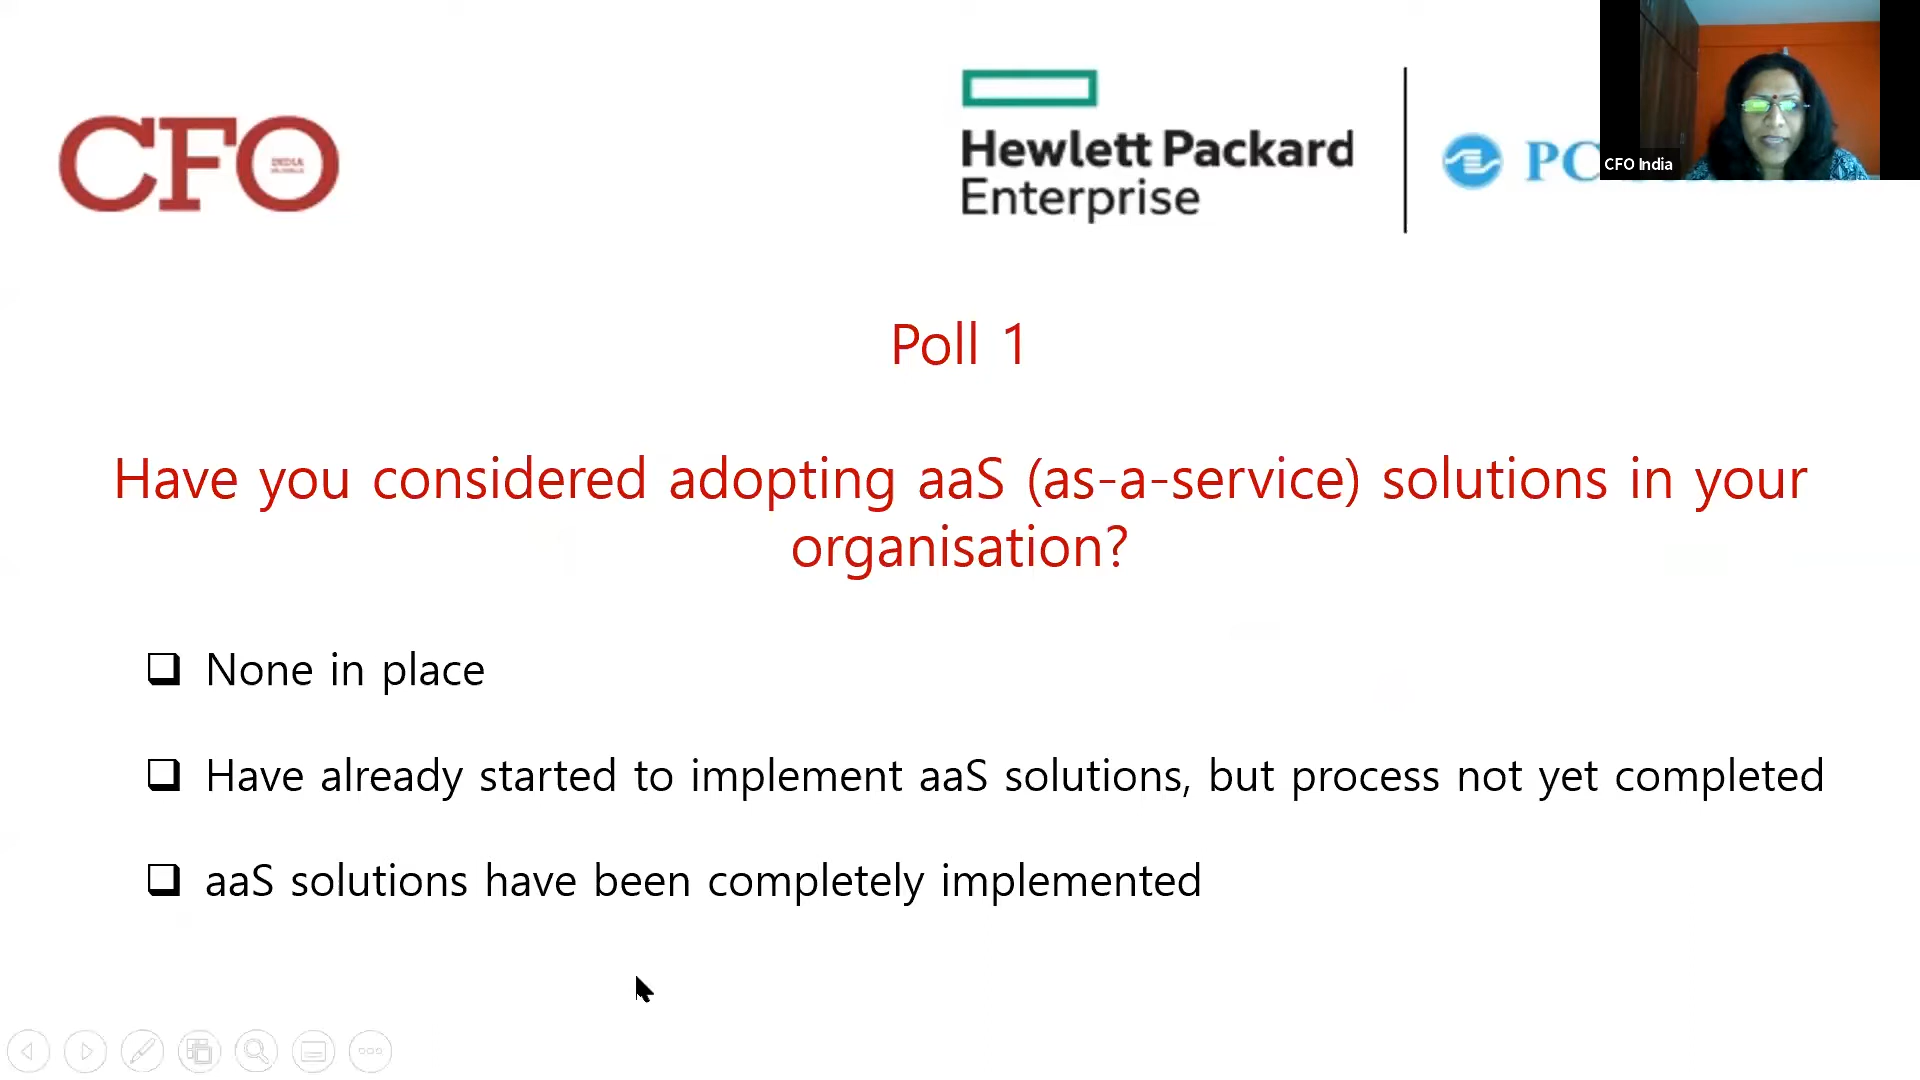 CFO
Hewlett Packard
Enterprise
PC
CFO India
Poll 1
Have you considered adopting aaS (as-a-service) solutions in your
organisation?
❑ None in place
❑ Have already started to implement aaS solutions, but process not yet completed
❑ aaS solutions have been completely implemented